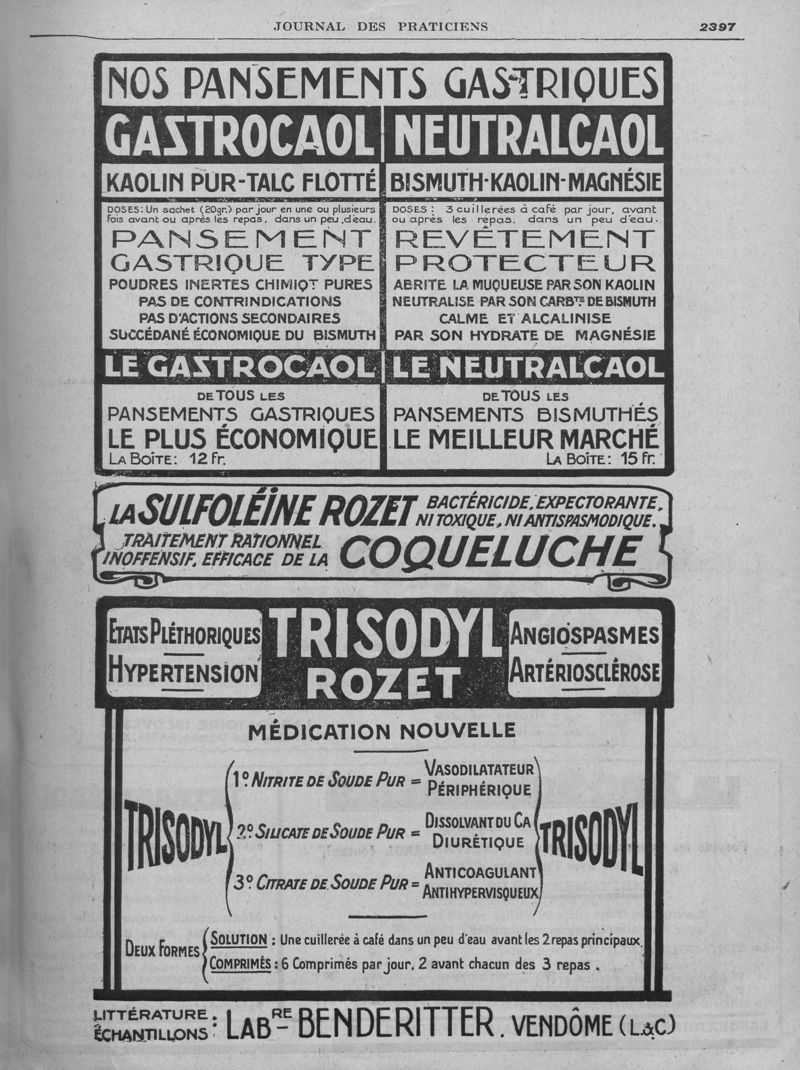 JOURNAL DES PRATICIENS
2397
NOS PANSEMENTS GASTRIQUES
GASTROCAOL
KAOLIN PUR-TALC FLOTTÉ
DOSES: Un sachet (20gr.) par jour en une ou plusieurs
fois avant ou après les repas, dans un peu d'eau.
PANSEMENT
GASTRIQUE TYPE
POUDRES INERTES CHIMIQT PURES
PAS DE CONTRINDICATIONS
PAS D'ACTIONS SECONDAIRES
SUCCÉDANÉ ÉCONOMIQUE DU BISMUTH
LE GASTROCAOL
DE TOUS LES
PANSEMENTS GASTRIQUES
LE PLUS ÉCONOMIQUE
LA BOÎTE: 12 Fr.
NEUTRALCAOL
BISMUTH-KAOLIN-MAGNÉSIE
DOSES: 3 cuillerées à café par jour, avant
ou après les repas. dans un peu d'eau.
REVÊTEMENT
PROTECTEUR
ABRITE LA MUQUEUSE PAR SON KAOLIN
NEUTRALISE PAR SON CARBTE DE BISMUTH
CALME ET ALCALINISE
PAR SON HYDRATE DE MAGNÉSIE
LE NEUTRALCAOL
DE TOUS LES
PANSEMENTS BISMUTHÉS
LE MEILLEUR MARCHÉ
LA BOÎTE: 15 Fr.
LA SULFOLÉINE ROZET BACTÉRICIDE, EXPECTORANTE,
NI TOXIQUE, NI ANTISPASMODIQUE.
TRAITEMENT RATIONNEL
INOFFENSIF, EFFICACE DE LA COQUELUCHE
ETATS PLÉTHORIQUES
HYPERTENSION
TRISODYL
ROZET
ANGIOSPASMES
ARTÉRIOSCLÉROSE
MÉDICATION NOUVELLE
TRISODYL
1º. NITRITE DE SOUDE PUR = VASODILATATEUR
PÉRIPHÉRIQUE
2º. SILICATE DE SOUDE PUR = DISSOLVANT DU CA
DIURÉTIQUE
3º. CITRATE DE SOUDE PUR = ANTICOAGULANT
ANTIHYPERVISQUEUX
TRISODYL
DEUX FORMES
SOLUTION : Une cuillerée à café dans un peu d'eau avant les 2 repas principaux.
COMPRIMÉS : 6 Comprimés par jour, 2 avant chacun des 3 repas.
LITTÉRATURE
ÉCHANTILLONS : LABRE BENDERITTER. VENDÔME (L&C)